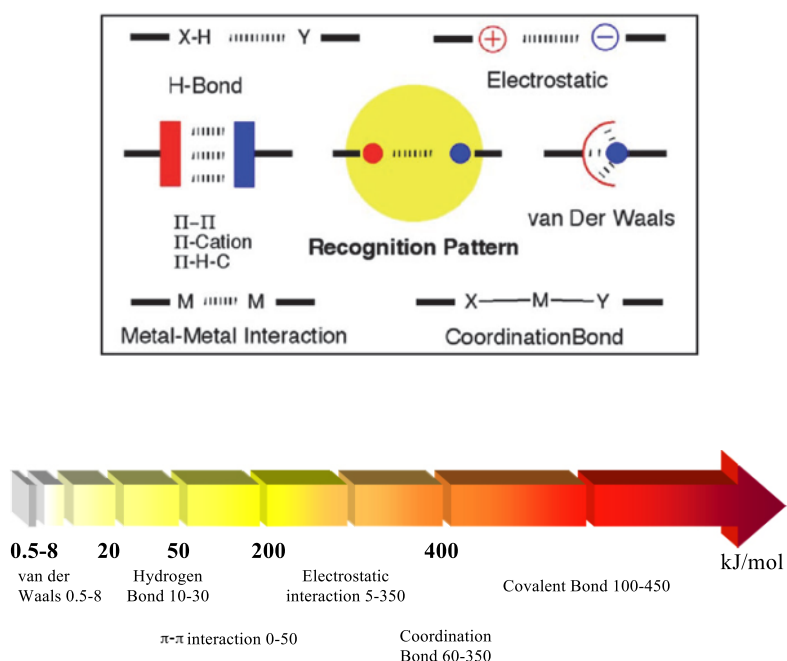 X-H Y
+ −
H-Bond
Electrostatic
Π-Π
Π-Cation
Π-H-C
Recognition Pattern
van Der Waals
M M
X M Y
Metal-Metal Interaction
CoordinationBond
0.5-8 20 50 200 400
kJ/mol
van der
Waals 0.5-8
Hydrogen
Bond 10-30
Electrostatic
interaction 5-350
Covalent Bond 100-450
π-π interaction 0-50
Coordination
Bond 60-350